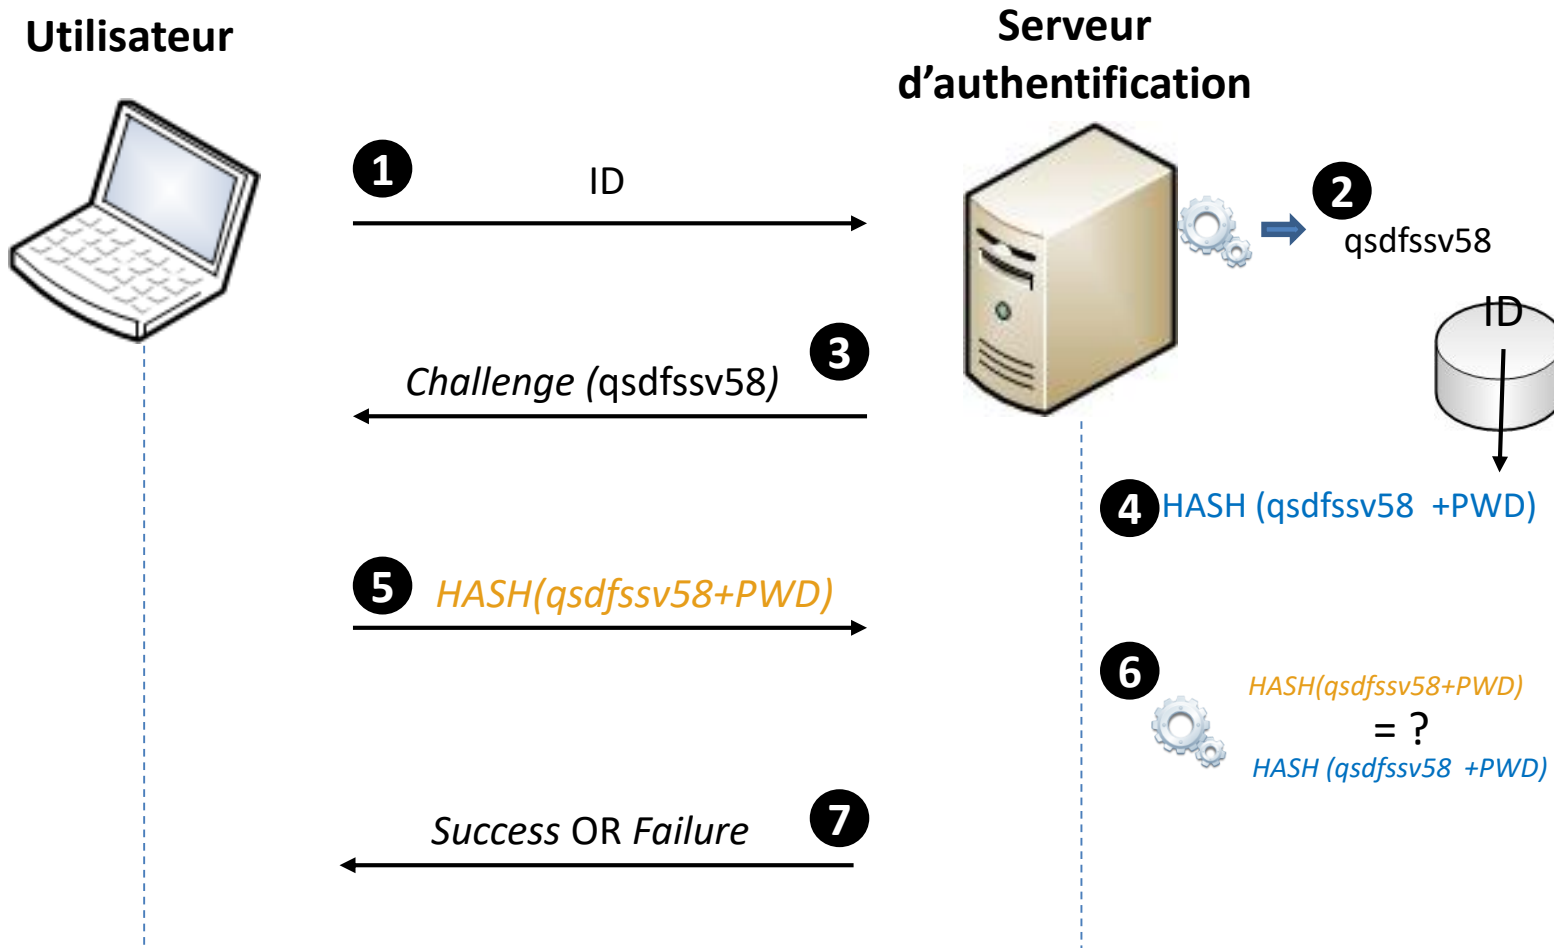 Utilisateur
Serveur
d’authentification
1
ID
2
qsdfssv58
ID
3
Challenge (qsdfssv58)
4
HASH (qsdfssv58 +PWD)
5
HASH(qsdfssv58+PWD)
6
HASH(qsdfssv58+PWD)
= ?
HASH (qsdfssv58 +PWD)
7
Success OR Failure